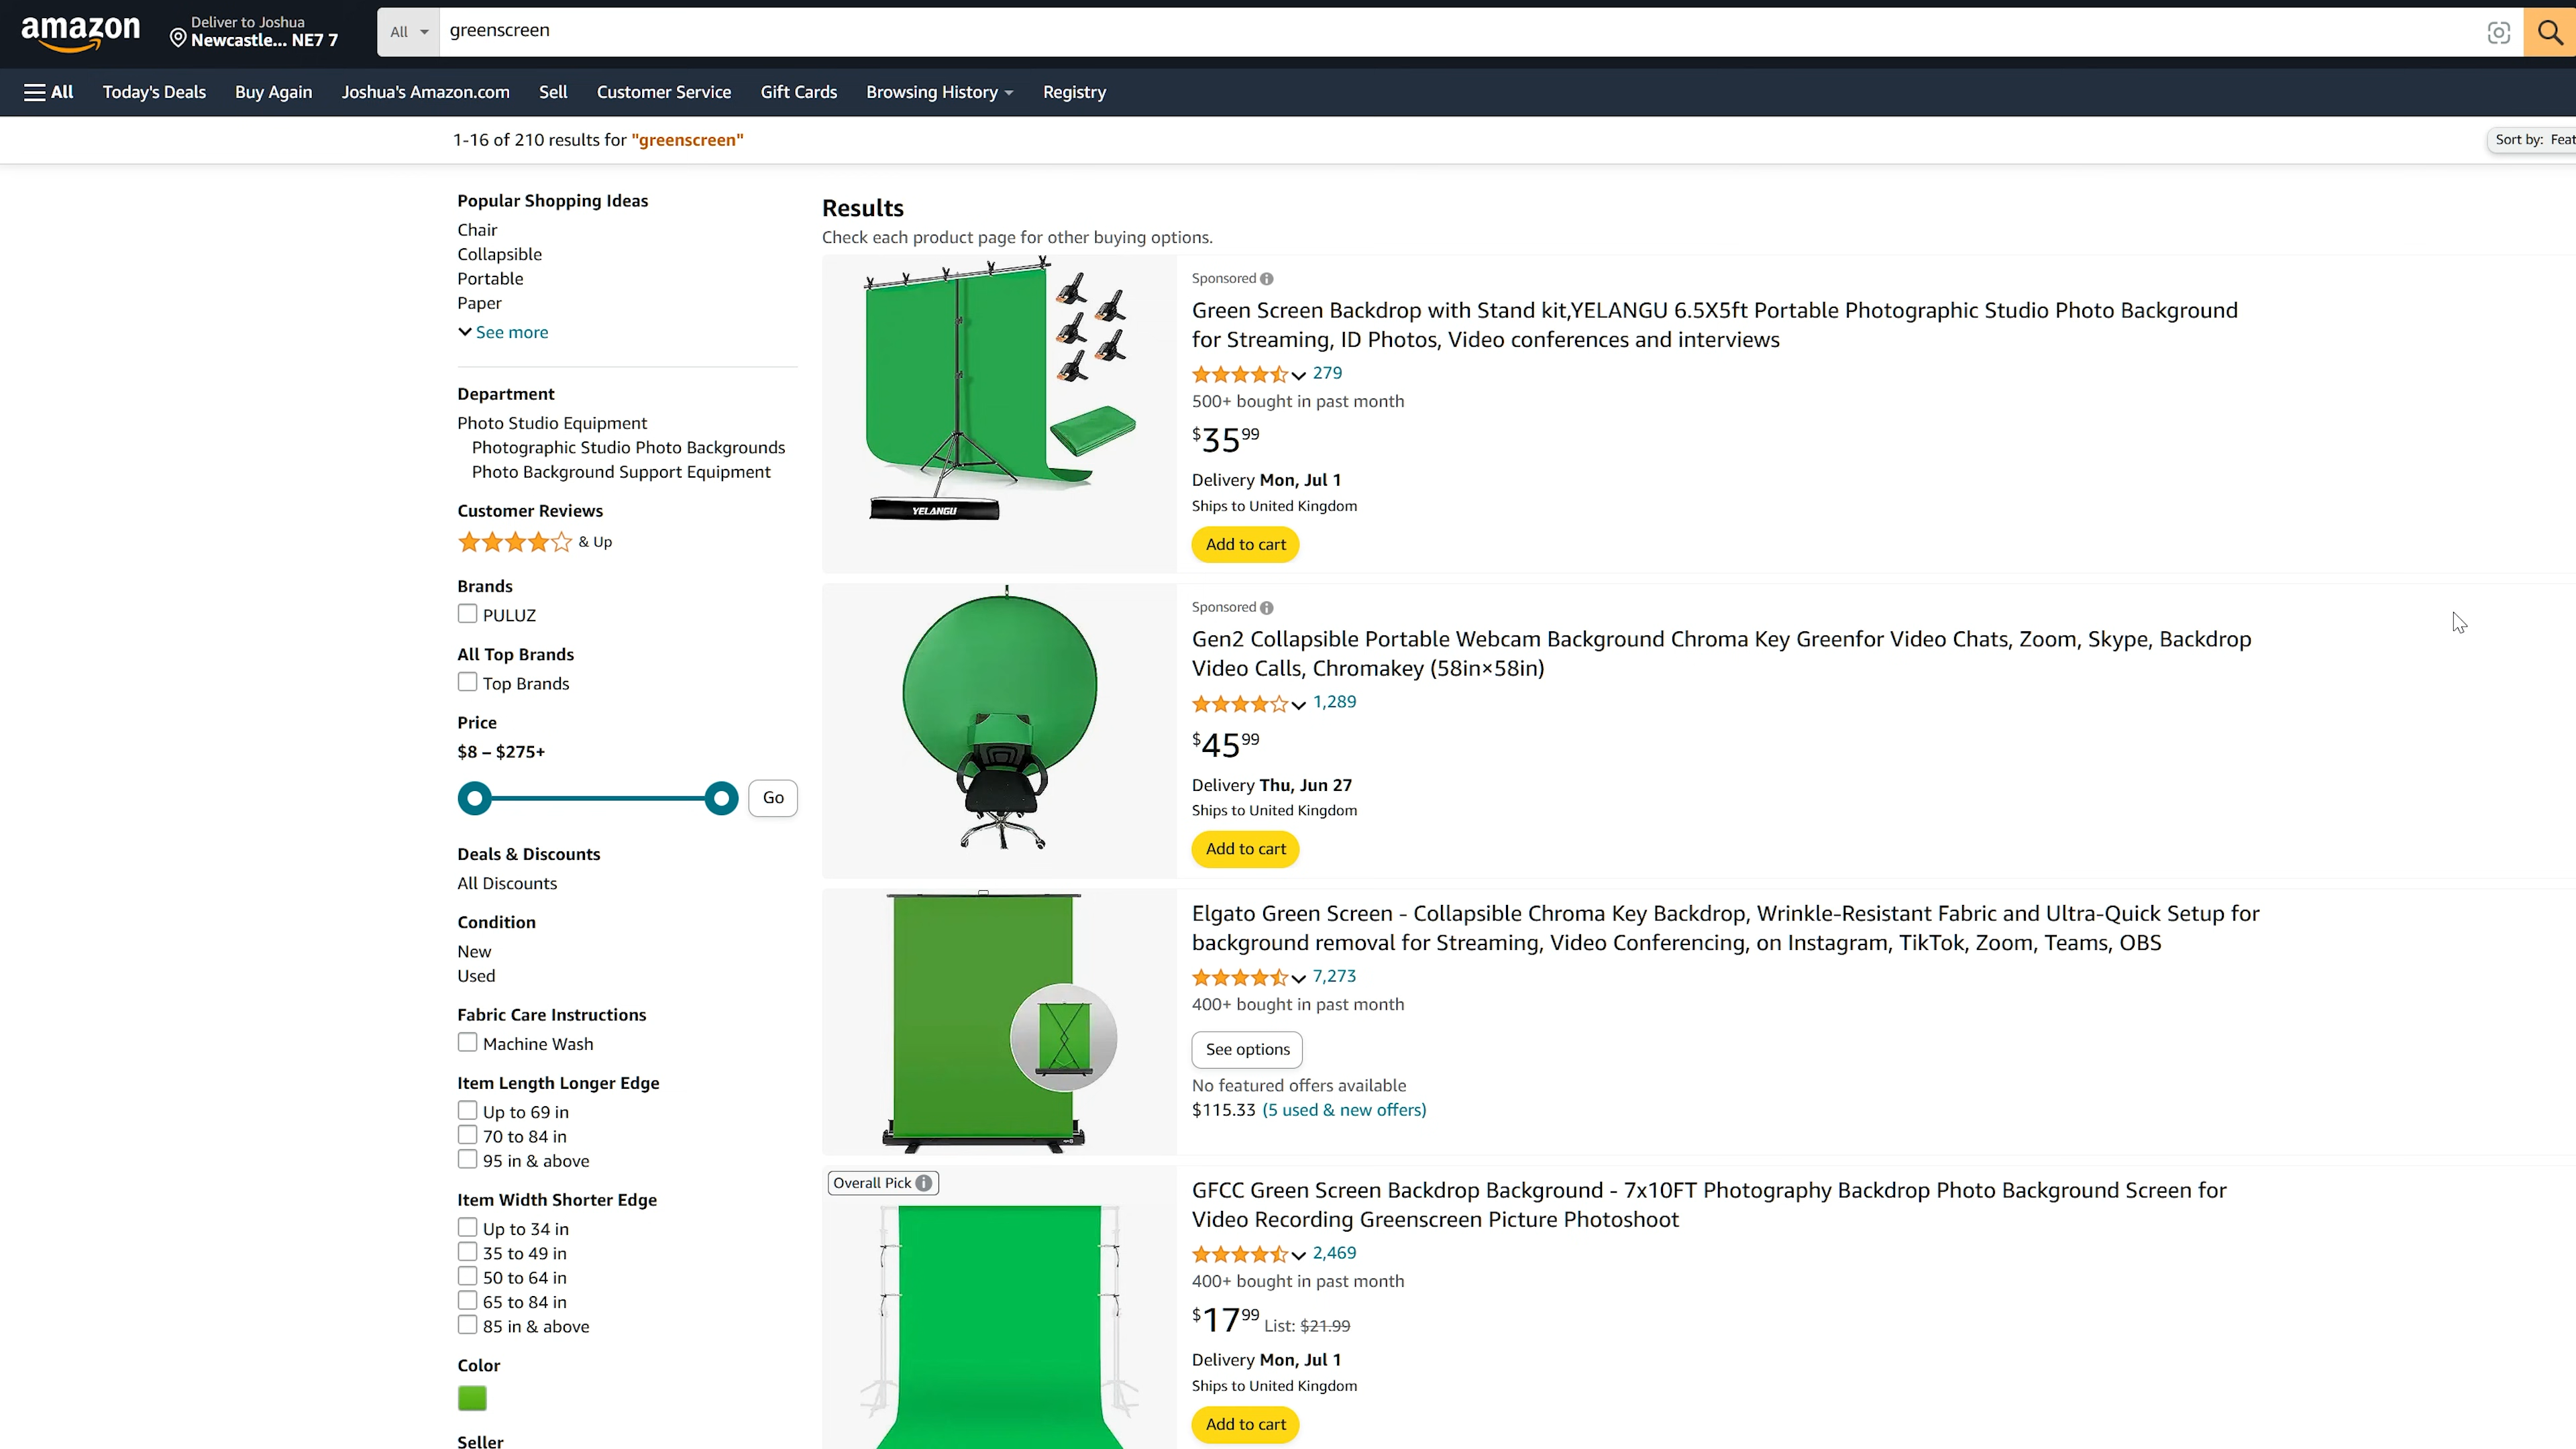 amazon
Deliver to Joshua
Newcastle... NE7 7
All
greenscreen
All
Today's Deals
Buy Again
Joshua's Amazon.com
Sell
Customer Service
Gift Cards
Browsing History
Registry
1-16 of 210 results for "greenscreen"
Sort by: Feat
Popular Shopping Ideas
Chair
Collapsible
Portable
Paper
See more
Department
Photo Studio Equipment
Photographic Studio Photo Backgrounds
Photo Background Support Equipment
Customer Reviews
& Up
Brands
PULUZ
All Top Brands
Top Brands
Price
$8 – $275+
Go
Deals & Discounts
All Discounts
Condition
New
Used
Fabric Care Instructions
Machine Wash
Item Length Longer Edge
Up to 69 in
70 to 84 in
95 in & above
Item Width Shorter Edge
Up to 34 in
35 to 49 in
50 to 64 in
65 to 84 in
85 in & above
Color
Seller
Results
Check each product page for other buying options.
YELANGU
Sponsored
Green Screen Backdrop with Stand kit,YELANGU 6.5X5ft Portable Photographic Studio Photo Background
for Streaming, ID Photos, Video conferences and interviews
279
500+ bought in past month
$35 99
Delivery Mon, Jul 1
Ships to United Kingdom
Add to cart
Sponsored
Gen2 Collapsible Portable Webcam Background Chroma Key Greenfor Video Chats, Zoom, Skype, Backdrop
Video Calls, Chromakey (58in×58in)
1,289
$45 99
Delivery Thu, Jun 27
Ships to United Kingdom
Add to cart
Elgato Green Screen - Collapsible Chroma Key Backdrop, Wrinkle-Resistant Fabric and Ultra-Quick Setup for
background removal for Streaming, Video Conferencing, on Instagram, TikTok, Zoom, Teams, OBS
7,273
400+ bought in past month
See options
No featured offers available
$115.33 (5 used & new offers)
Overall Pick
GFCC Green Screen Backdrop Background - 7x10FT Photography Backdrop Photo Background Screen for
Video Recording Greenscreen Picture Photoshoot
2,469
400+ bought in past month
$17 99 List: $21.99
Delivery Mon, Jul 1
Ships to United Kingdom
Add to cart